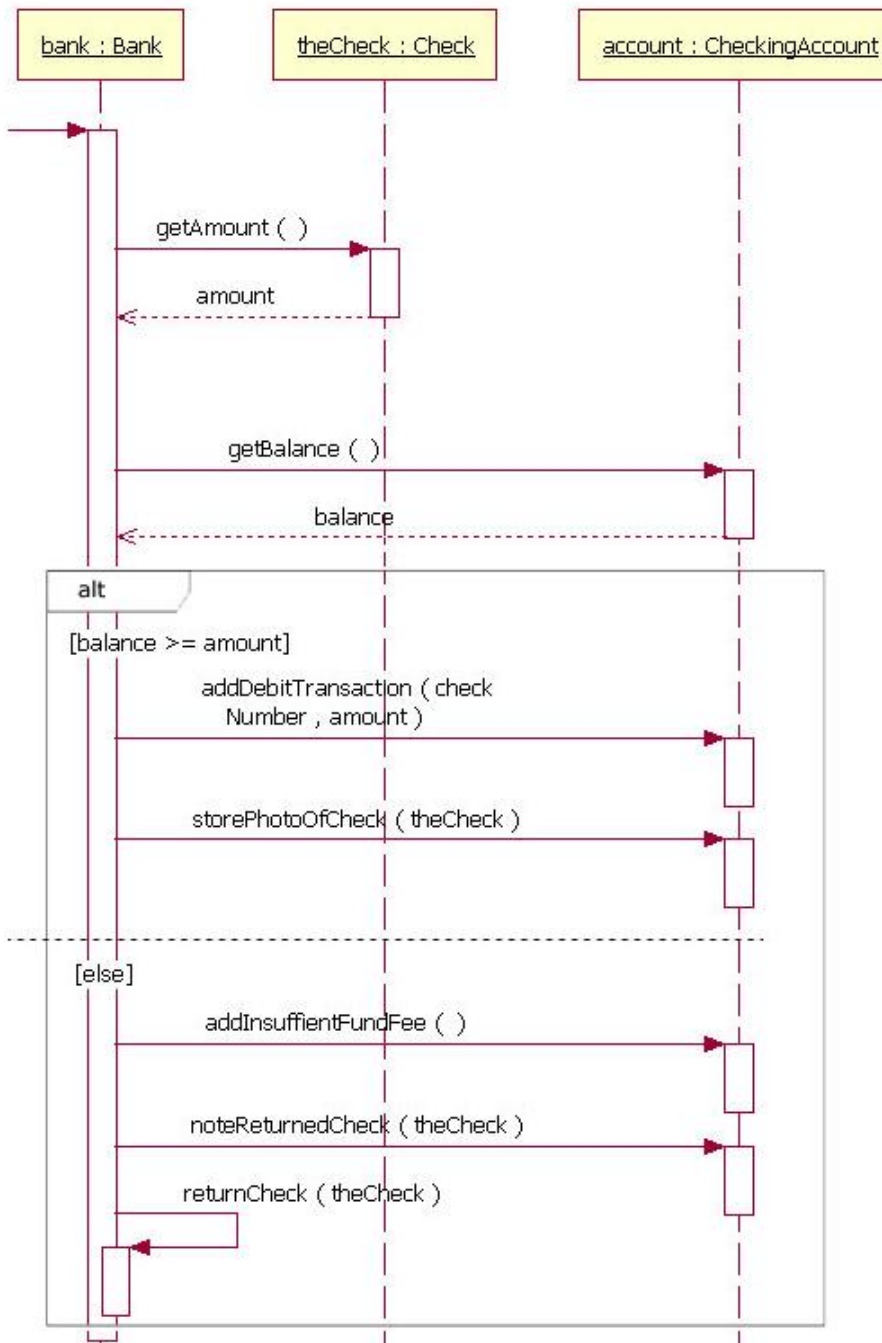 bank : Bank
theCheck : Check
account : CheckingAccount
getAmount ( )
amount
getBalance ( )
balance
alt
[balance >= amount]
addDebitTransaction ( check
Number , amount )
storePhotoOfCheck ( theCheck )
[else]
addInsuffientFundFee ( )
noteReturnedCheck ( theCheck )
returnCheck ( theCheck )